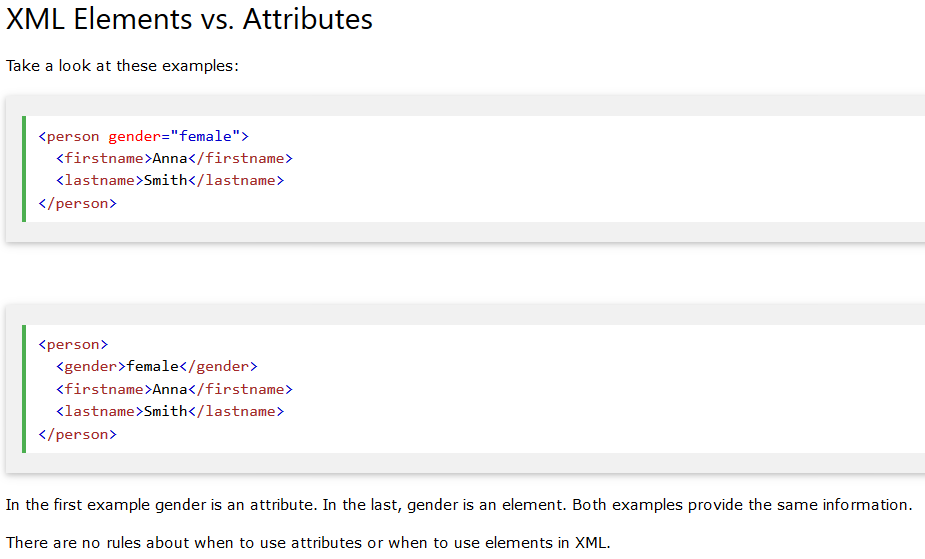 XML Elements vs. Attributes
Take a look at these examples:
<person gender="female">
  <firstname>Anna</firstname>
  <lastname>Smith</lastname>
</person>
<person>
  <gender>female</gender>
  <firstname>Anna</firstname>
  <lastname>Smith</lastname>
</person>
In the first example gender is an attribute. In the last, gender is an element. Both examples provide the same information.
There are no rules about when to use attributes or when to use elements in XML.